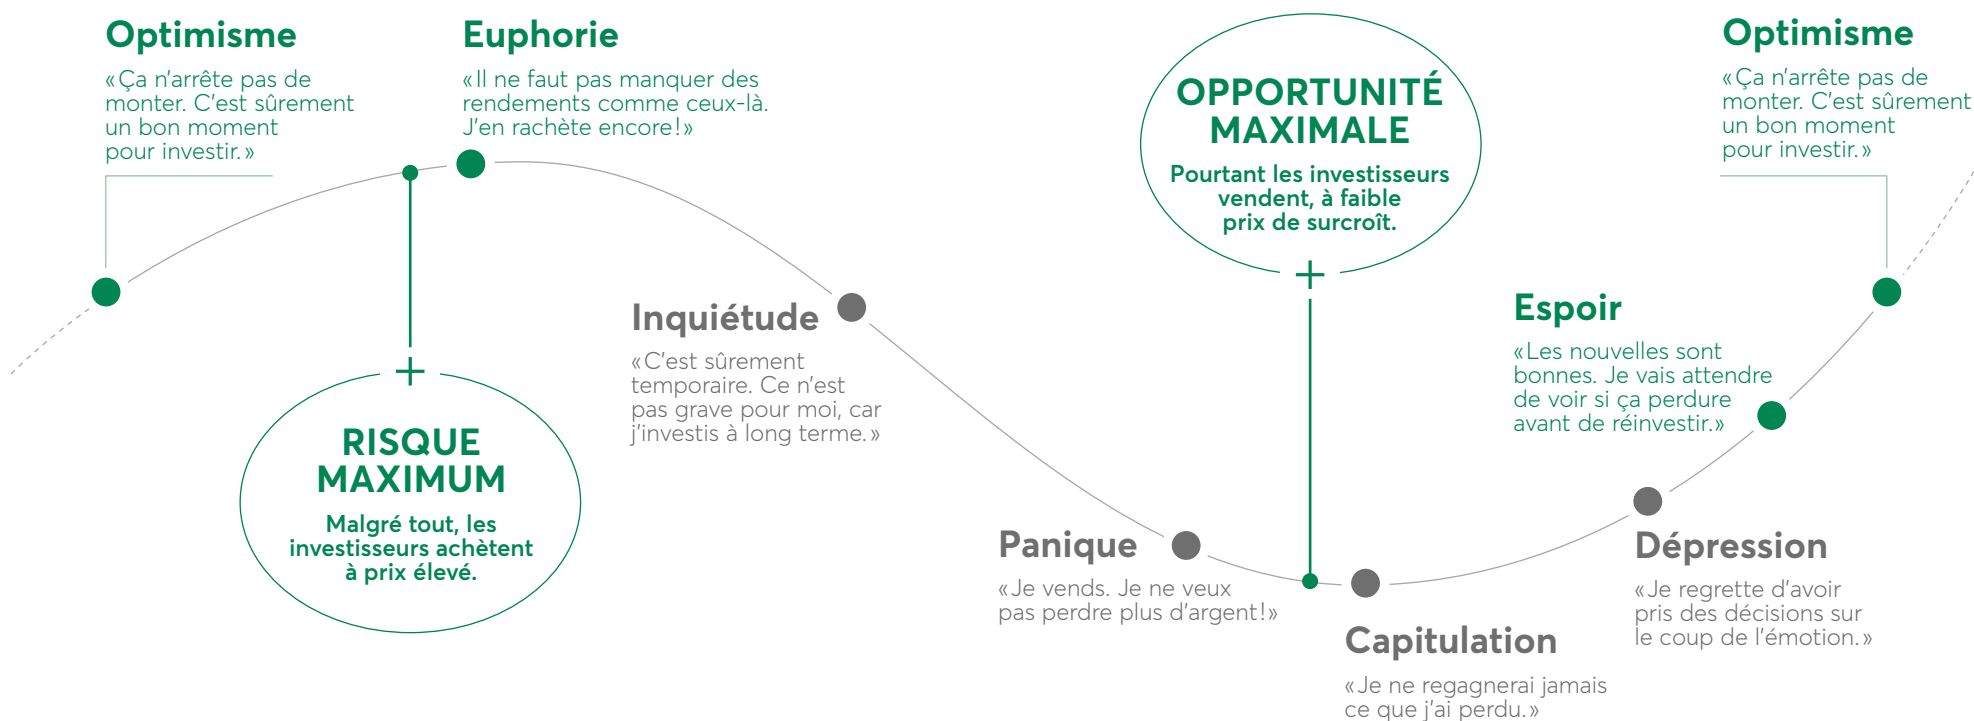 Optimisme
«Ça n'arrête pas de
monter. C'est sûrement
un bon moment
pour investir.»
Euphorie
«Il ne faut pas manquer des
rendements comme ceux-là.
J'en rachète encore!»
RISQUE
MAXIMUM
Malgré tout, les
investisseurs achètent
à prix élevé.
Inquiétude
«C'est sûrement
temporaire. Ce n'est
pas grave pour moi, car
j'investis à long terme.»
Panique
«Je vends. Je ne veux
pas perdre plus d'argent!»
OPPORTUNITÉ
MAXIMALE
Pourtant les investisseurs
vendent, à faible
prix de surcroît.
Capitulation
«Je ne regagnerai jamais
ce que j'ai perdu.»
Dépression
«Je regrette d'avoir
pris des décisions sur
le coup de l'émotion.»
Espoir
«Les nouvelles sont
bonnes. Je vais attendre
de voir si ça perdure
avant de réinvestir.»
Optimisme
«Ça n'arrête pas de
monter. C'est sûrement
un bon moment
pour investir.»